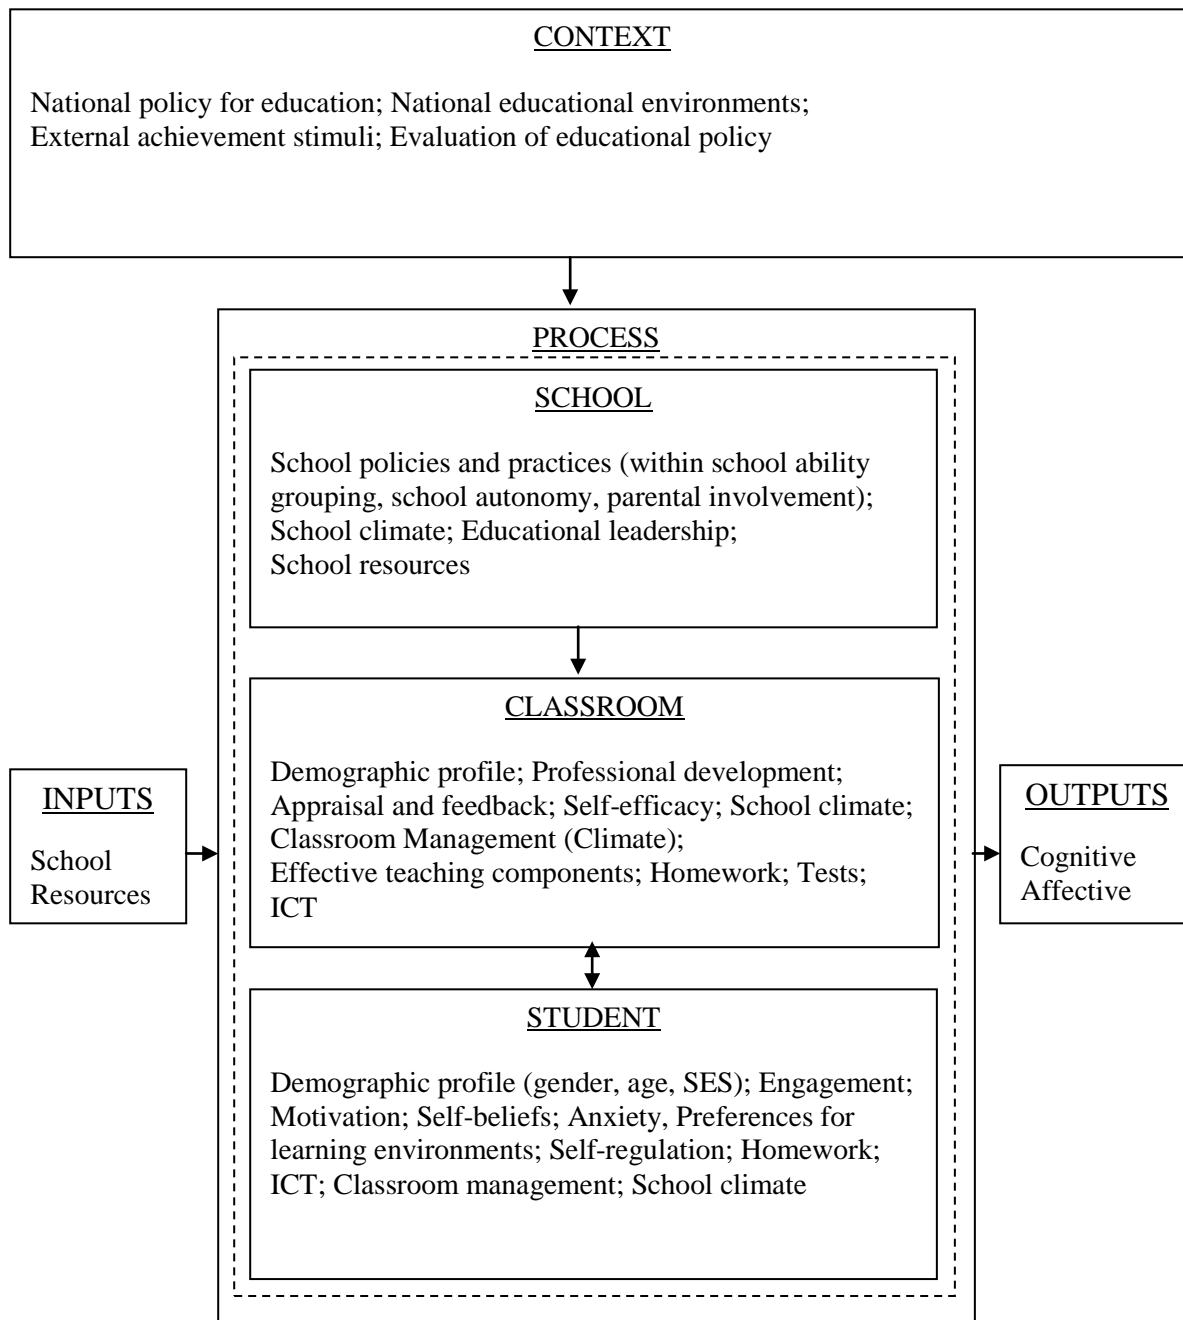 CONTEXT
National policy for education; National educational environments;
External achievement stimuli; Evaluation of educational policy
PROCESS
SCHOOL
School policies and practices (within school ability
grouping, school autonomy, parental involvement);
School climate; Educational leadership;
School resources
CLASSROOM
Demographic profile; Professional development;
Appraisal and feedback; Self-efficacy; School climate;
Classroom Management (Climate);
Effective teaching components; Homework; Tests;
ICT
INPUTS
School
Resources
OUTPUTS
Cognitive
Affective
STUDENT
Demographic profile (gender, age, SES); Engagement;
Motivation; Self-beliefs; Anxiety, Preferences for
learning environments; Self-regulation; Homework;
ICT; Classroom management; School climate